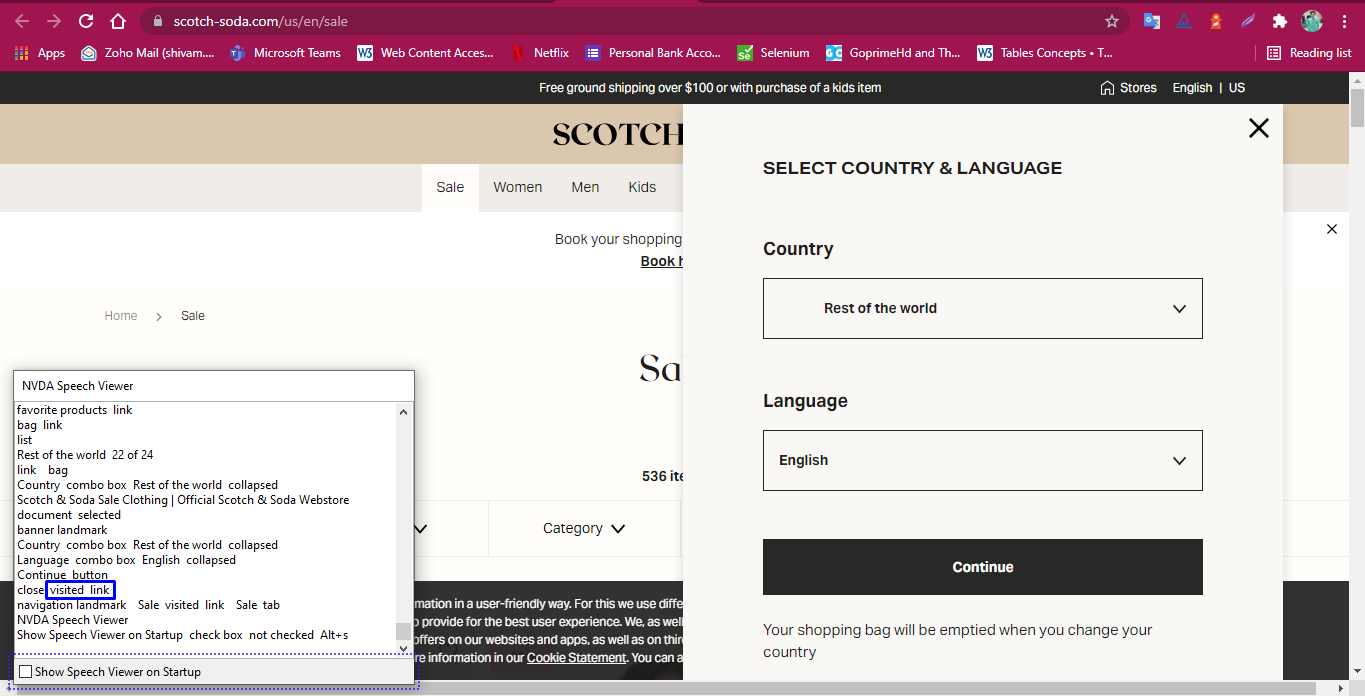 scotch-soda.com/us/en/sale
Apps Zoho Mail (shivam.... Microsoft Teams Web Content Acces... Netflix Personal Bank Acco... Selenium GoprimeHd and Th... Tables Concepts • T... Reading list
Free ground shipping over $100 or with purchase of a kids item
Stores English | US
SCOTCH
Sale Women Men Kids
Book your shopping
Book h
Home > Sale
Sa
536 ite
Category
SELECT COUNTRY & LANGUAGE
Country
Rest of the world
Language
English
Continue
Your shopping bag will be emptied when you change your
country
NVDA Speech Viewer
favorite products link
bag link
list
Rest of the world 22 of 24
link bag
Country combo box Rest of the world collapsed
Scotch & Soda Sale Clothing | Official Scotch & Soda Webstore
document selected
banner landmark
Country combo box Rest of the world collapsed
Language combo box English collapsed
Continue button
close visited link
navigation landmark Sale visited link Sale tab
NVDA Speech Viewer
Show Speech Viewer on Startup check box not checked Alt+s
Show Speech Viewer on Startup
mation in a user-friendly way. For this we use diffe
provide for the best user experience. We, as well
offers on our websites and apps, as well as on thir
re information in our Cookie Statement. You can a